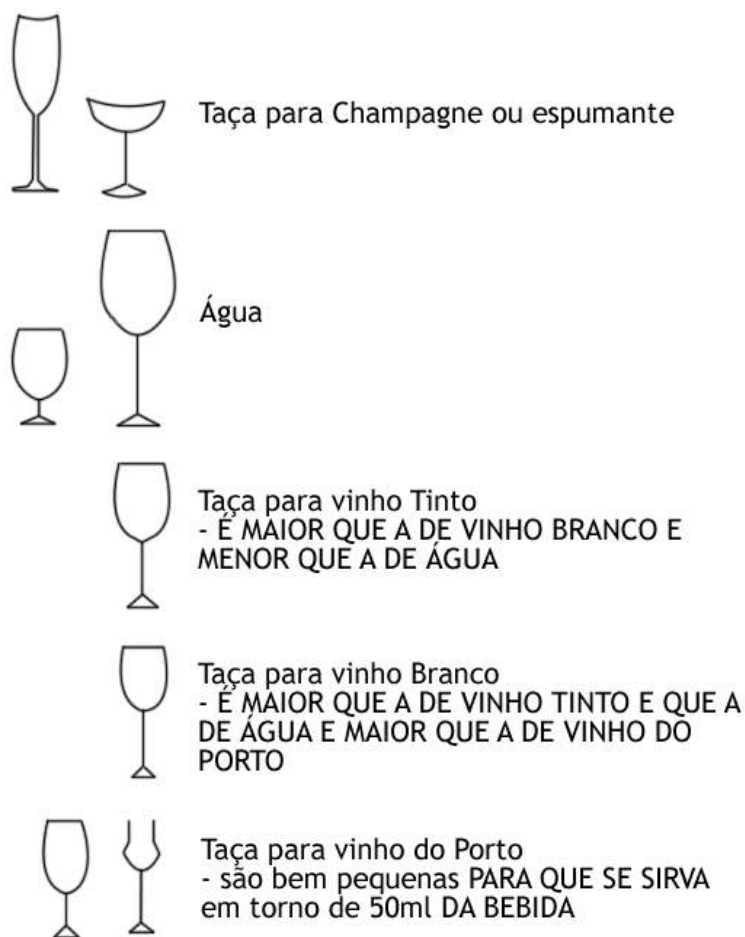 Taça para Champagne ou espumante
Água
Taça para vinho Tinto
- É MAIOR QUE A DE VINHO BRANCO E
MENOR QUE A DE ÁGUA
Taça para vinho Branco
- É MAIOR QUE A DE VINHO TINTO E QUE A
DE ÁGUA E MAIOR QUE A DE VINHO DO
PORTO
Taça para vinho do Porto
- são bem pequenas PARA QUE SE SIRVA
em torno de 50ml DA BEBIDA